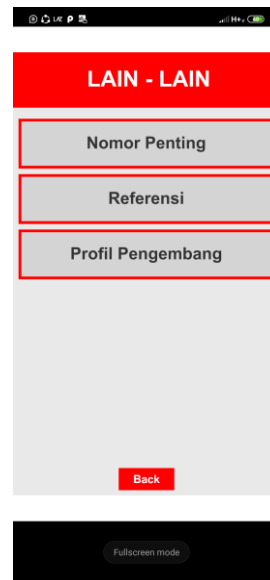 H+
LAIN - LAIN
Nomor Penting
Referensi
Profil Pengembang
Back
Fullscreen mode